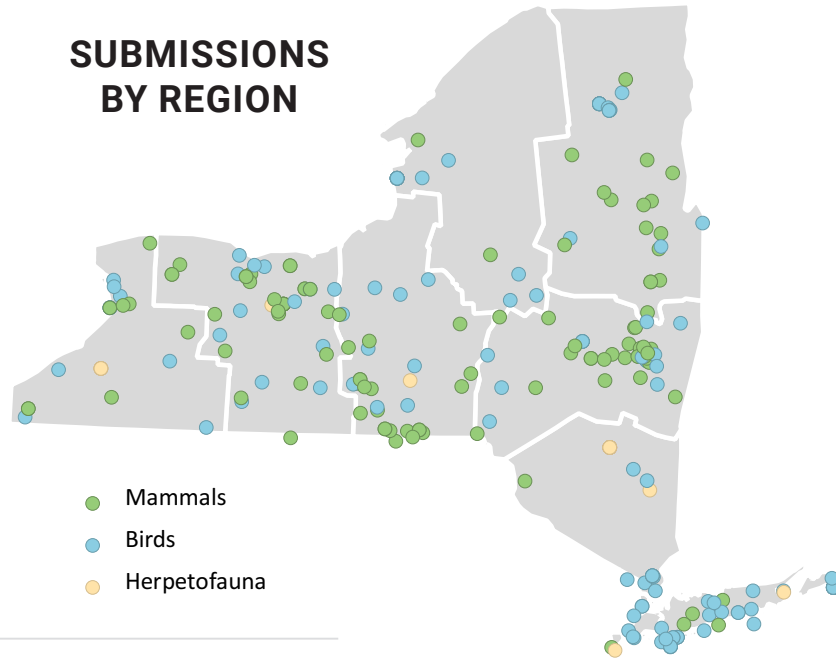 SUBMISSIONS
BY REGION
Mammals
Birds
Herpetofauna